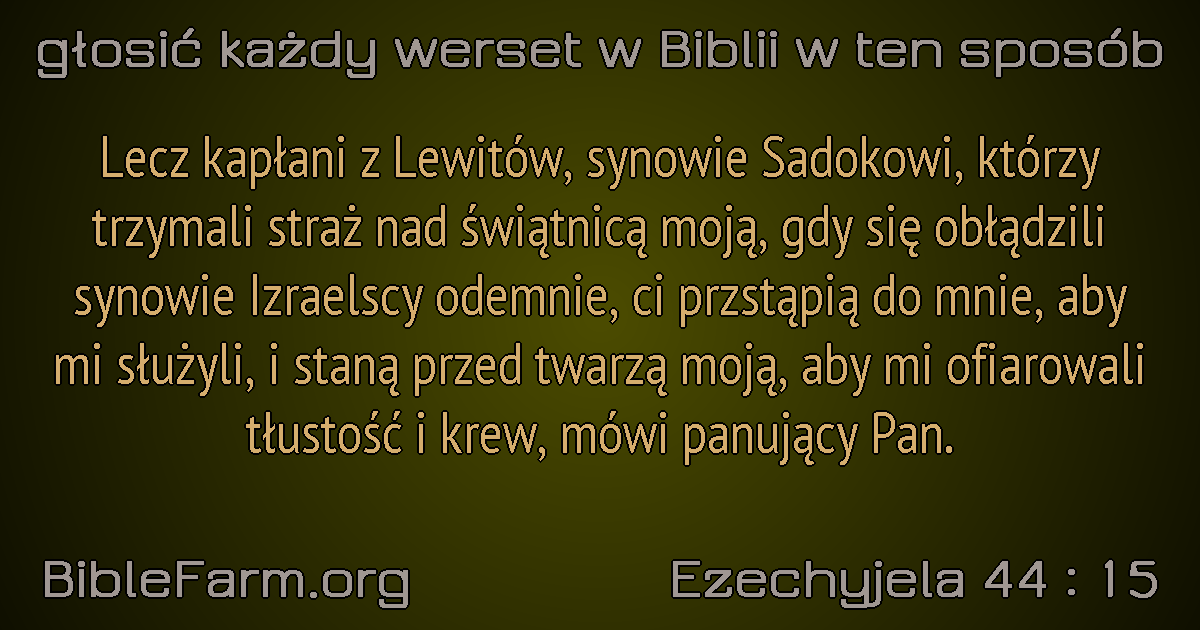 głosić każdy werset w Biblii w ten sposób
Lecz kapłani z Lewitów, synowie Sadokowi, którzy
trzymali straż nad świątnicą moją, gdy się obłądzili
synowie Izraelscy odemnie, ci przstąpią do mnie, aby
mi służyli, i staną przed twarzą moją, aby mi ofiarowali
tłustość i krew, mówi panujący Pan.
BibleFarm.org
Ezechyjela 44 : 15